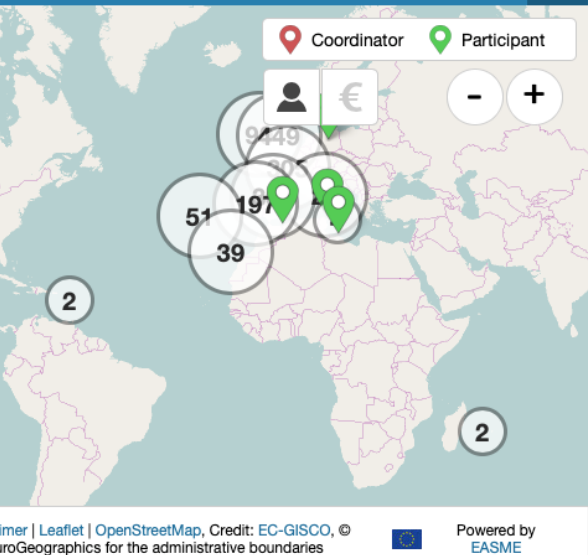 Coordinator Participant
€
- +
51
197
39
2
2
imer | Leaflet | OpenStreetMap, Credit: EC-GISCO, ©
uroGeographics for the administrative boundaries
Powered by
EASME